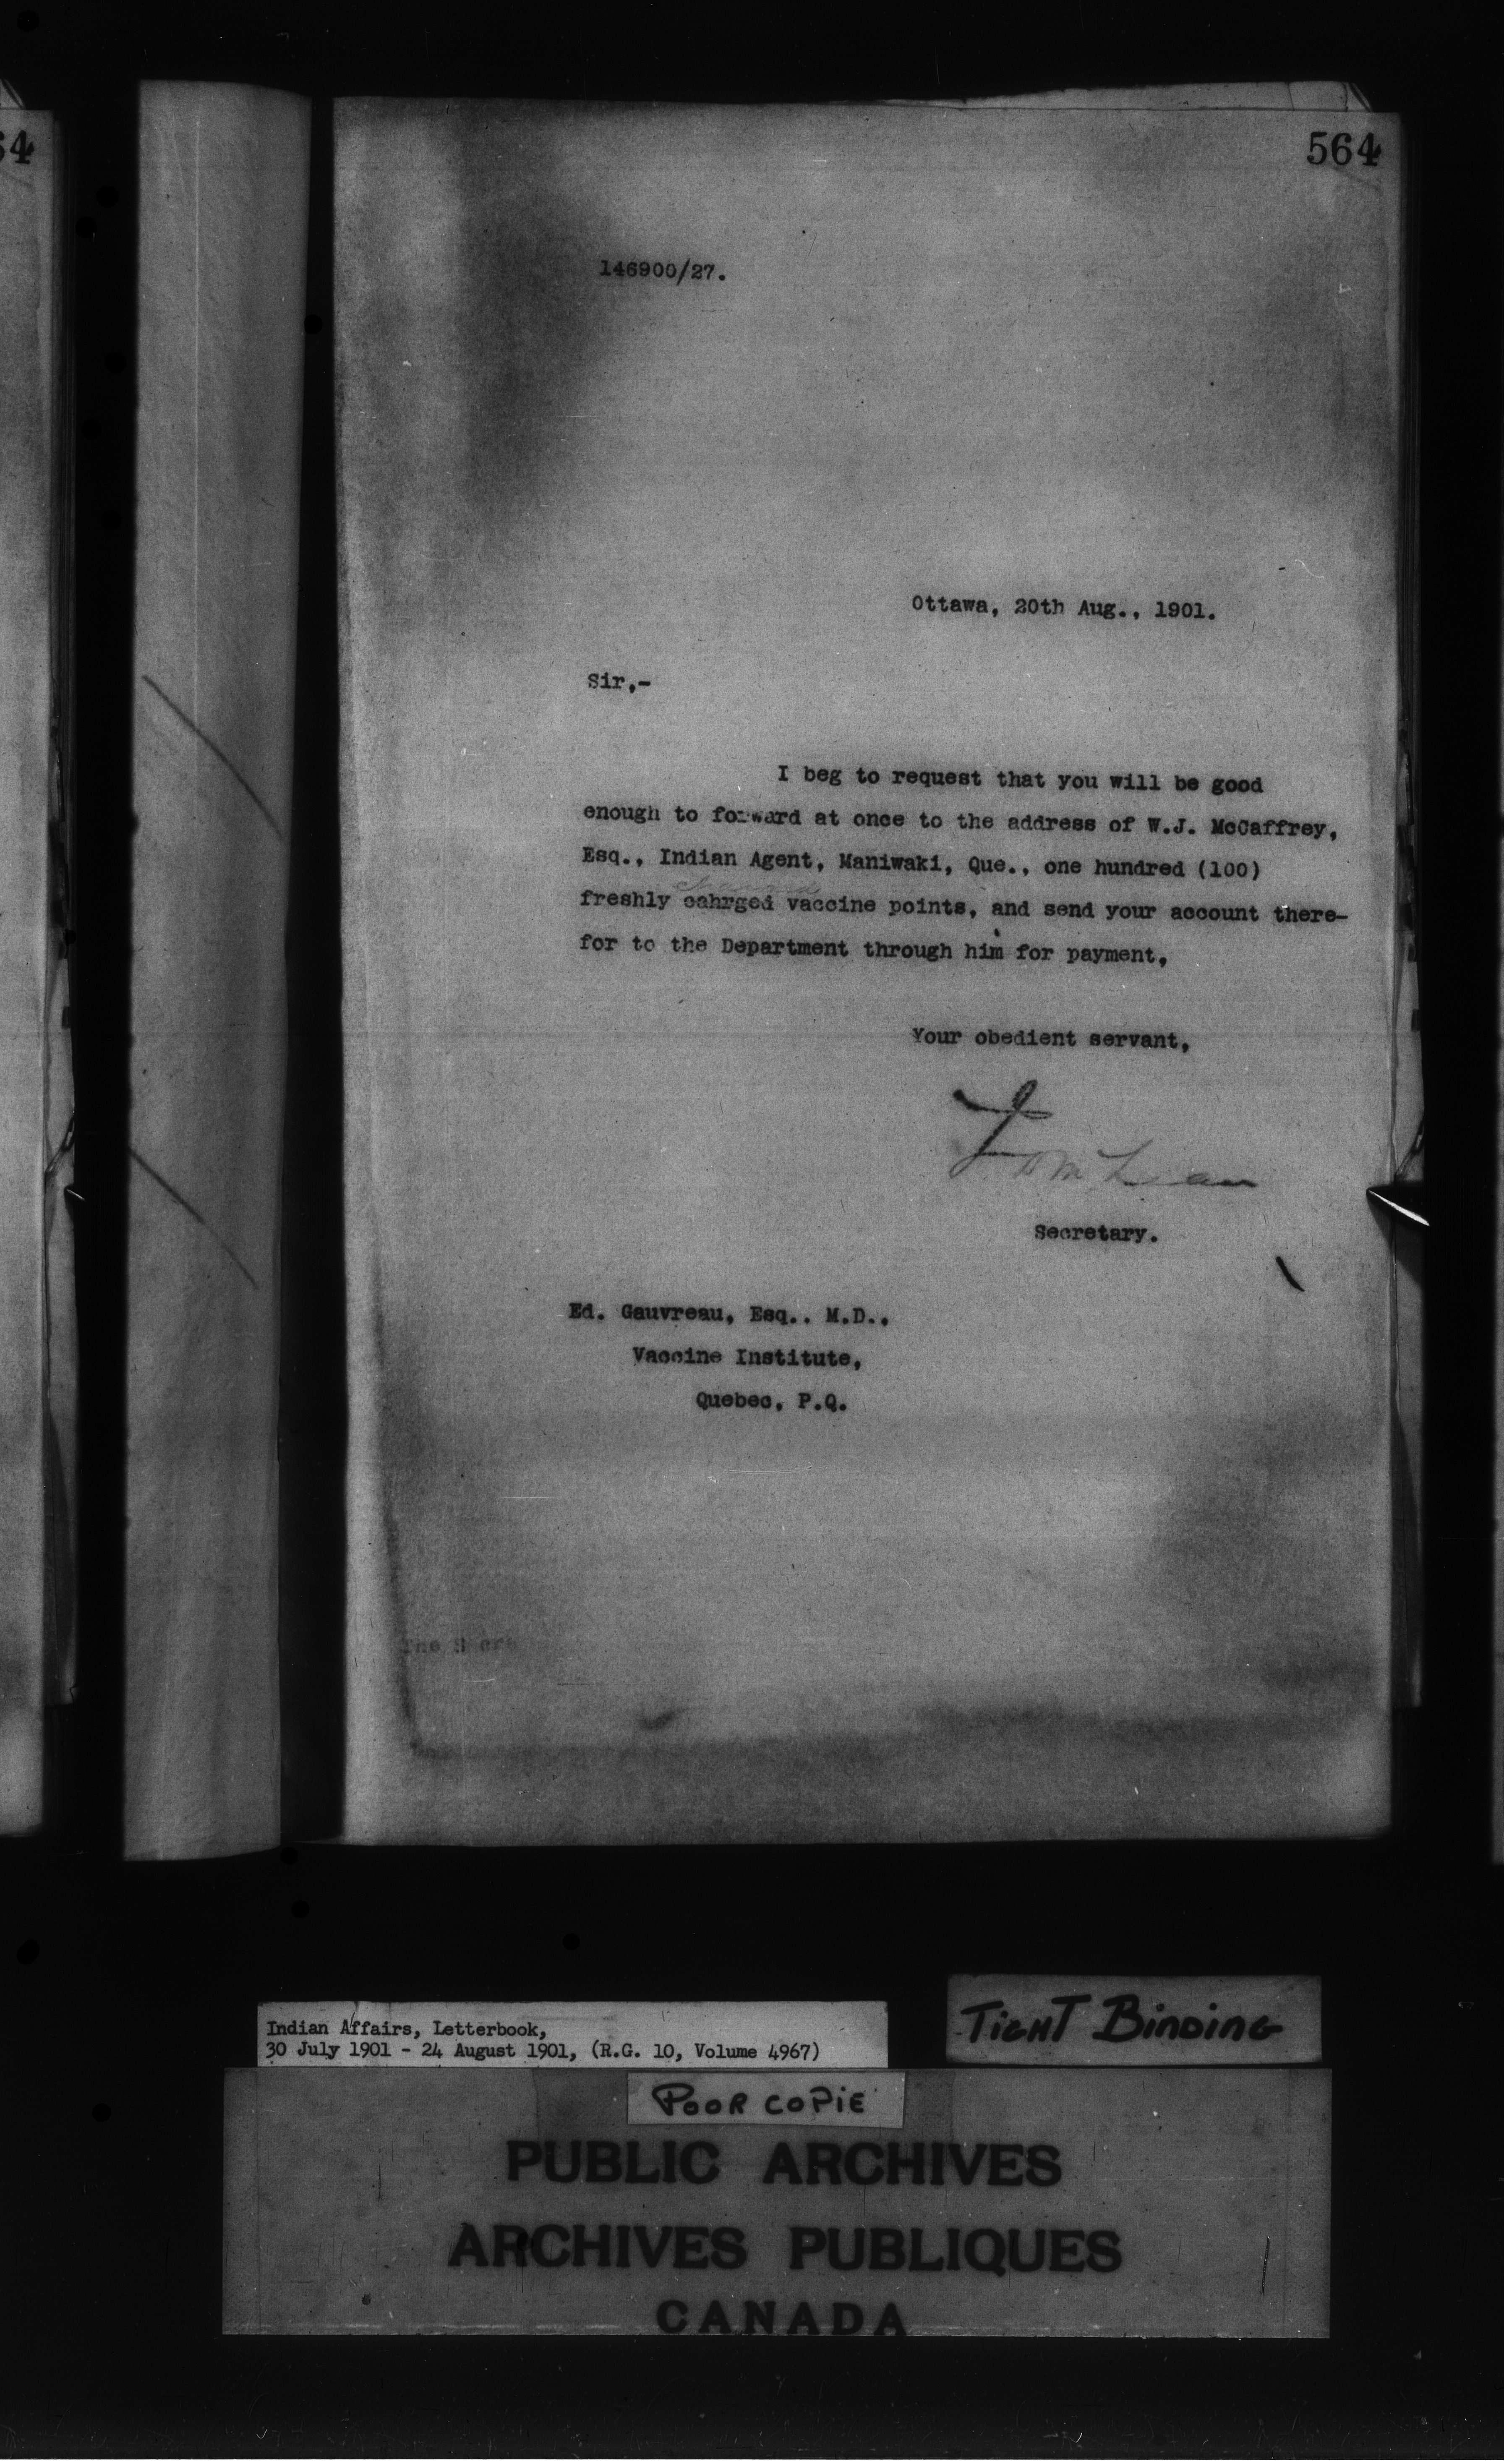 564
146900/27.
Ottawa, 20th Aug., 1901.
Sir,-
I beg to request that you will be good
enough to forward at once to the address of W.J. McCaffrey,
Esq., Indian Agent, Maniwaki, Que., one hundred (100)
charged
freshly cahrged vaccine points, and send your account there-
for to the Department through him for payment,
Your obedient servant,
Secretary.
Ed. Gauvreau, Esq., M.D.,
Vaccine Institute,
Quebec, P.Q.
Indian Affairs, Letterbook,
30 July 1901 - 24 August 1901, (R.G. 10, Volume 4967)
TIGHT BINDING
POOR COPIE
PUBLIC ARCHIVES
ARCHIVES PUBLIQUES
CANADA